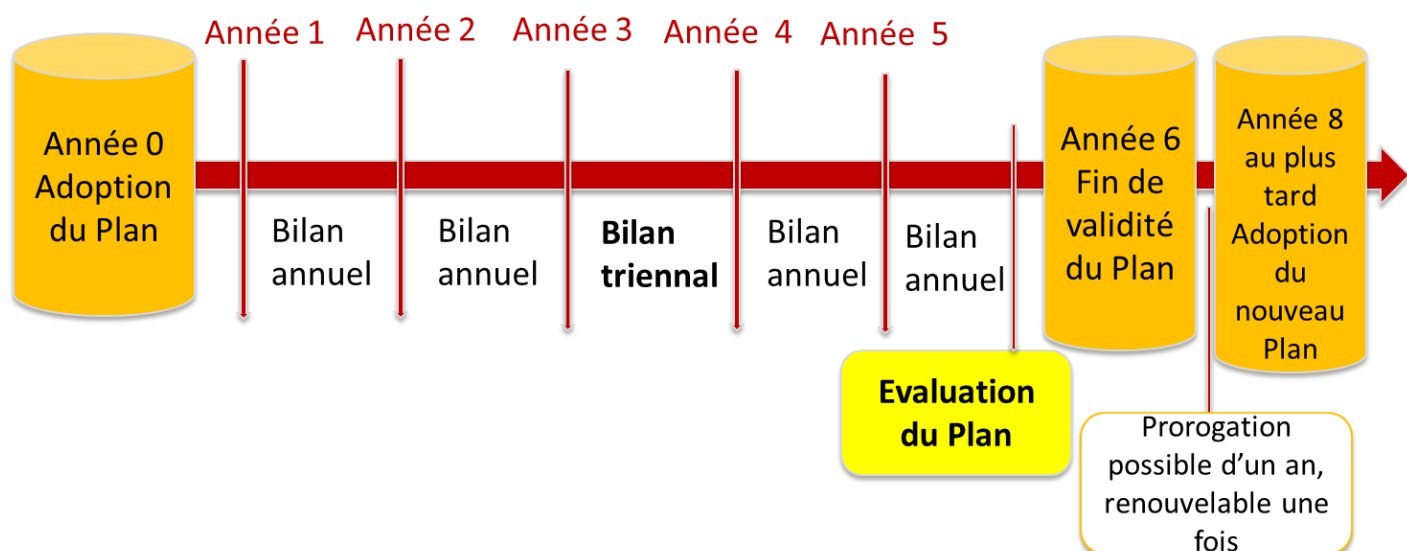 Année 1
Année 2
Année 3
Année 4
Année 5
Année 0
Adoption
du Plan
Bilan
annuel
Bilan
annuel
Bilan
triennal
Bilan
annuel
Bilan
annuel
Année 6
Fin de
validité
du Plan
Année 8
au plus
tard
Adoption
du
nouveau
Plan
Evaluation
du Plan
Prorogation
possible d’un an,
renouvelable une
fois